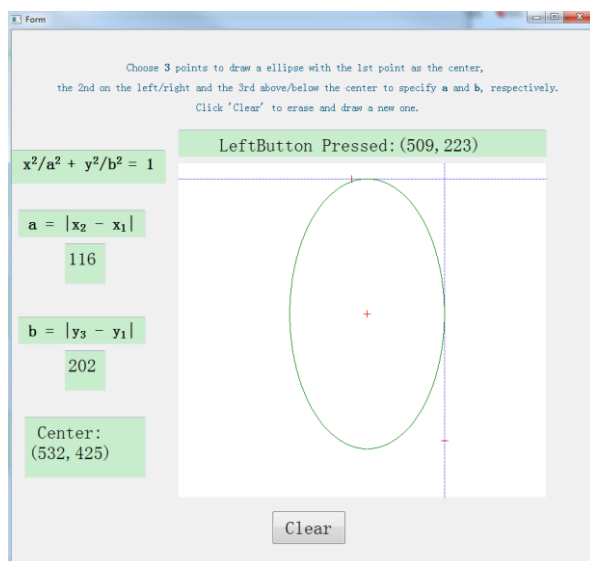 Form
Choose 3 points to draw a ellipse with the 1st point as the center,
the 2nd on the left/right and the 3rd above/below the center to specify a and b, respectively.
Click 'Clear' to erase and draw a new one.
LeftButton Pressed:(509,223)
x²/a² + y²/b² = 1
a = |x₂ − x₁|
116
b = |y₃ − y₁|
202
Center:
(532,425)
Clear